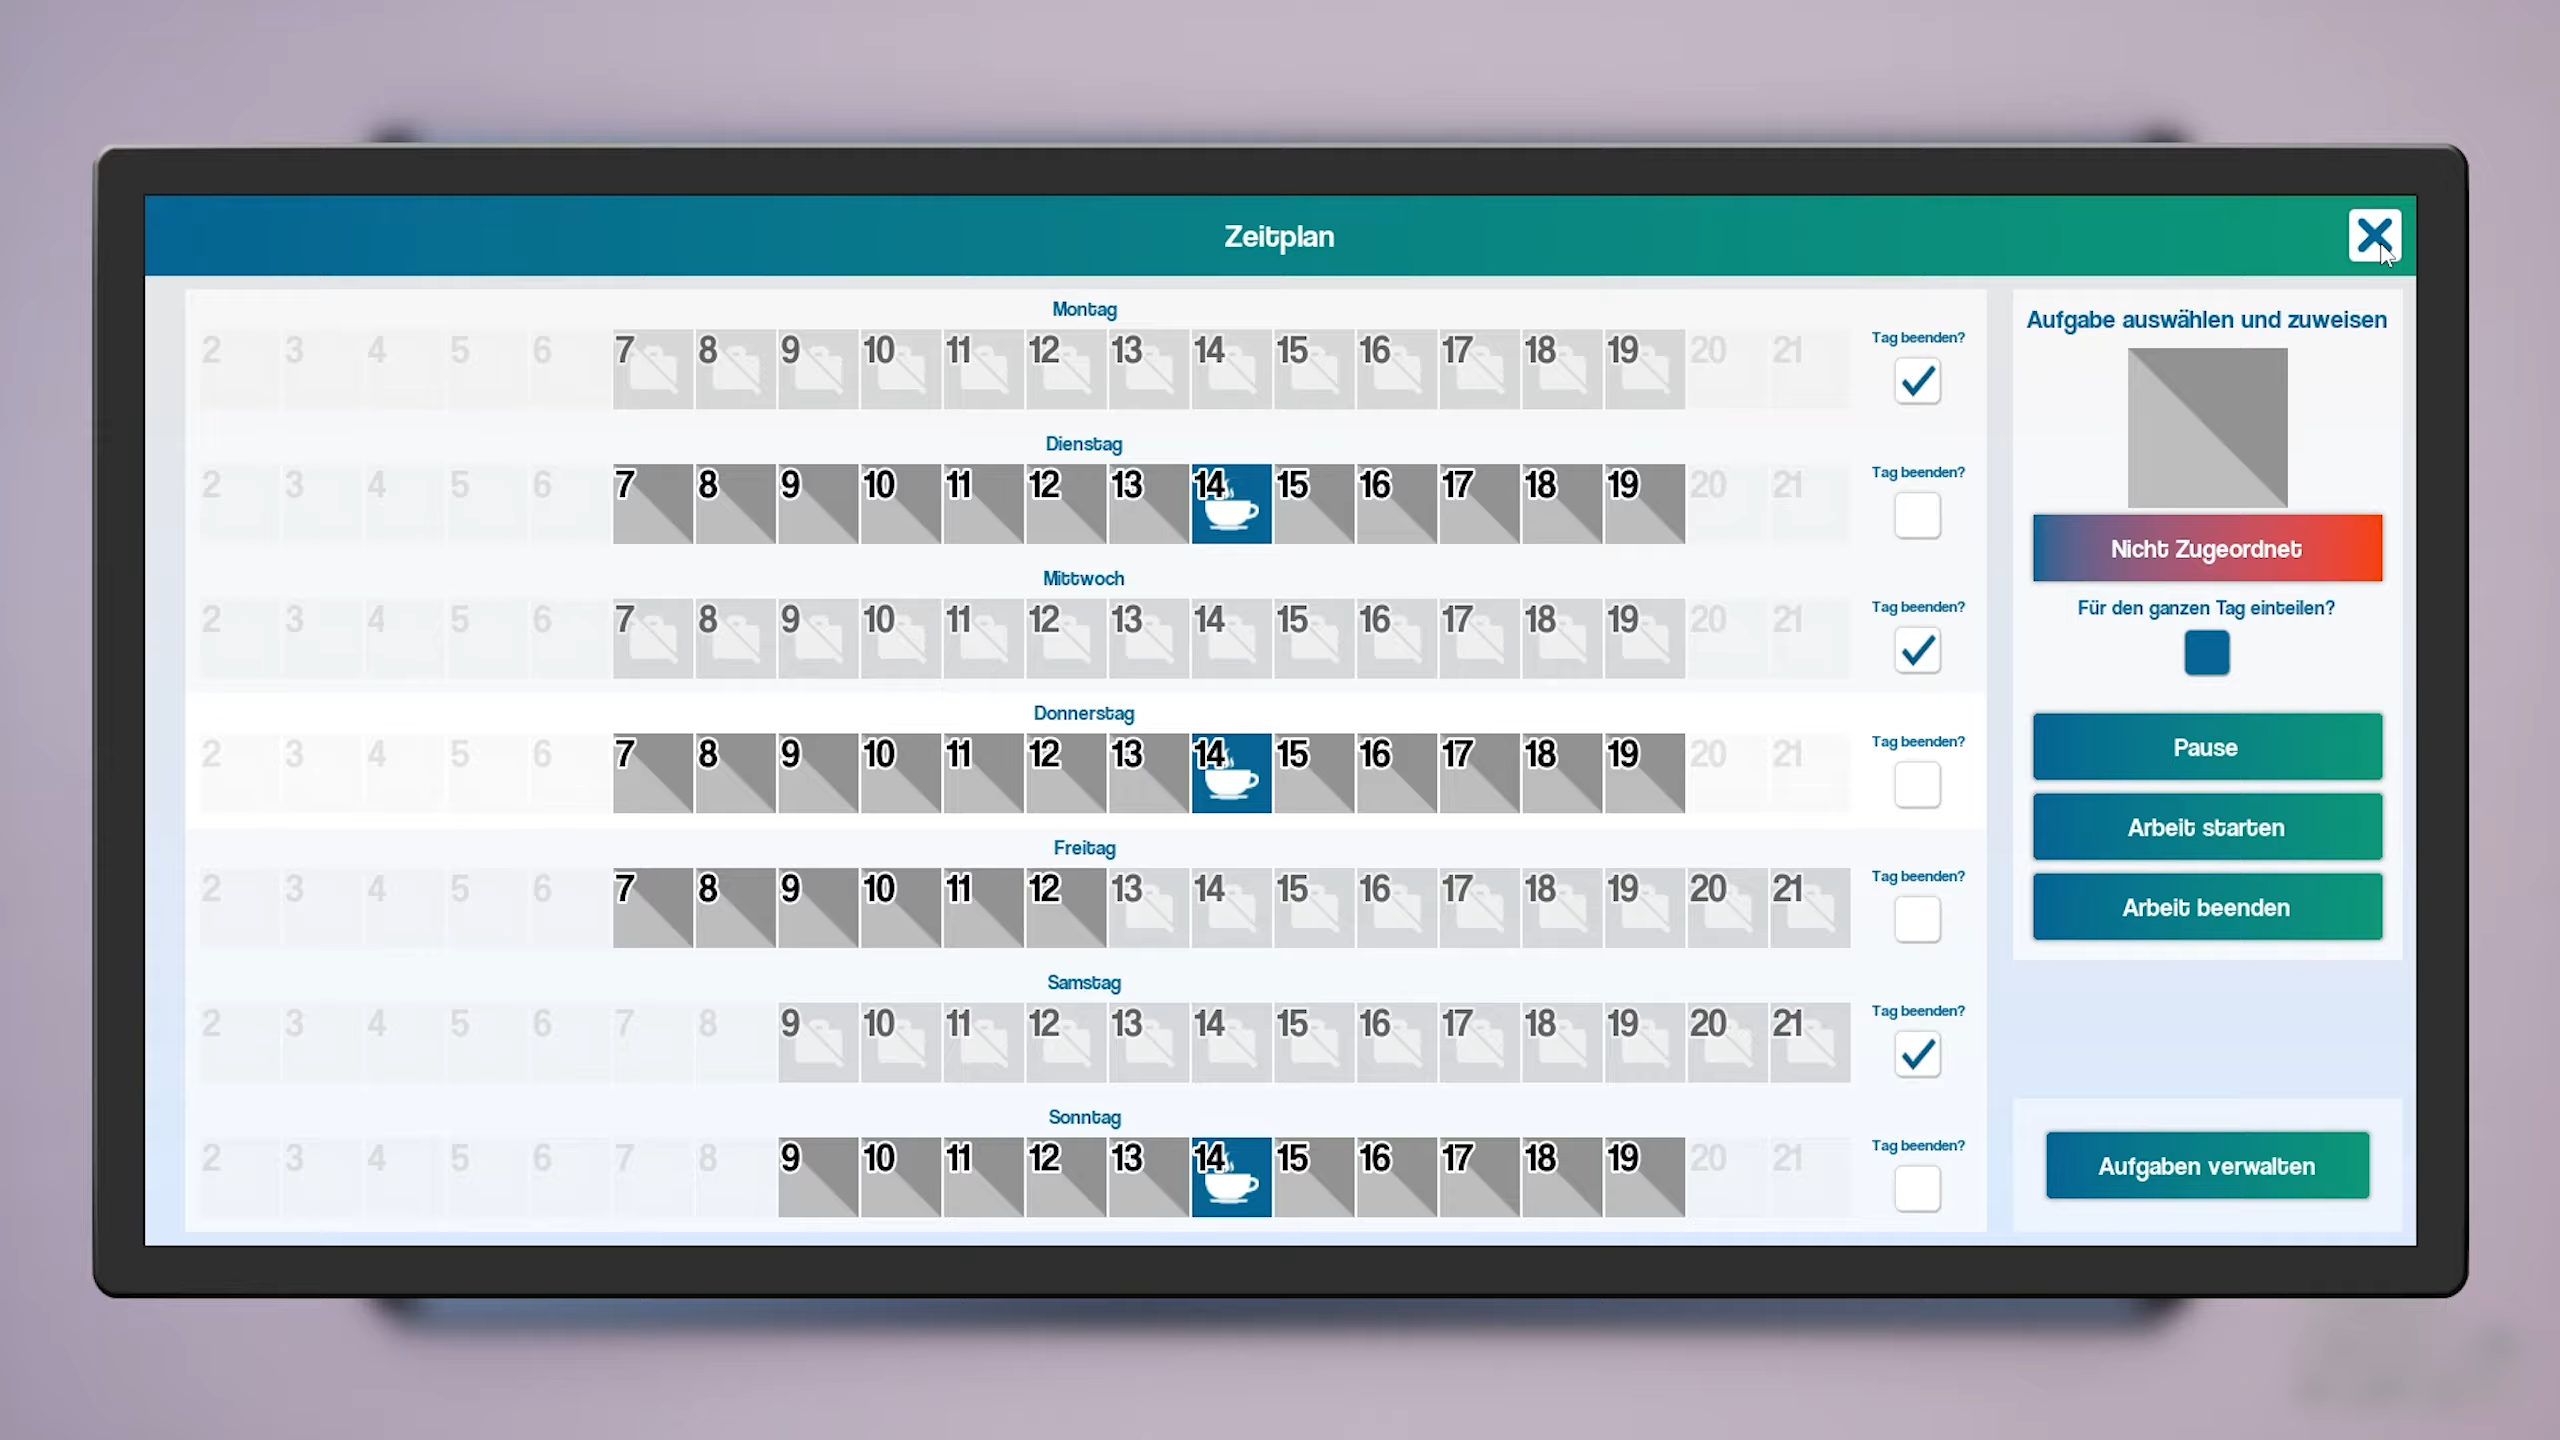 Zeitplan
Montag
2 3 4 5 6 7 8 9 10 11 12 13 14 15 16 17 18 19 20 21
Tag beenden?
Dienstag
2 3 4 5 6 7 8 9 10 11 12 13 14 15 16 17 18 19 20 21
Tag beenden?
Mittwoch
2 3 4 5 6 7 8 9 10 11 12 13 14 15 16 17 18 19 20 21
Tag beenden?
Donnerstag
2 3 4 5 6 7 8 9 10 11 12 13 14 15 16 17 18 19 20 21
Tag beenden?
Freitag
2 3 4 5 6 7 8 9 10 11 12 13 14 15 16 17 18 19 20 21
Tag beenden?
Samstag
2 3 4 5 6 7 8 9 10 11 12 13 14 15 16 17 18 19 20 21
Tag beenden?
Sonntag
2 3 4 5 6 7 8 9 10 11 12 13 14 15 16 17 18 19 20 21
Tag beenden?
Aufgabe auswählen und zuweisen
Nicht Zugeordnet
Für den ganzen Tag einteilen?
Pause
Arbeit starten
Arbeit beenden
Aufgaben verwalten